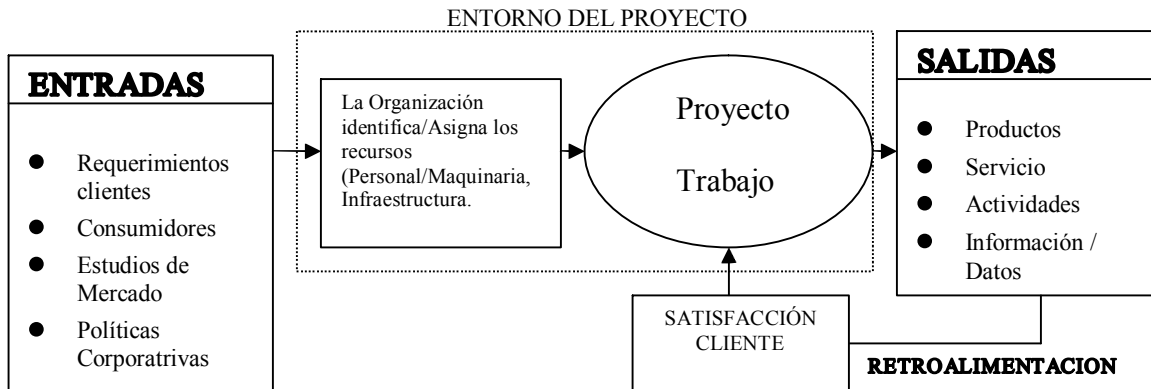 ENTORNO DEL PROYECTO
ENTRADAS
Requerimientos
clientes
Consumidores
Estudios de
Mercado
Políticas
Corporatrivas
La Organización
identifica/Asigna los
recursos
(Personal/Maquinaria,
Infraestructura.
Proyecto
Trabajo
SALIDAS
Productos
Servicio
Actividades
Información /
Datos
SATISFACCIÓN
CLIENTE
RETROALIMENTACION